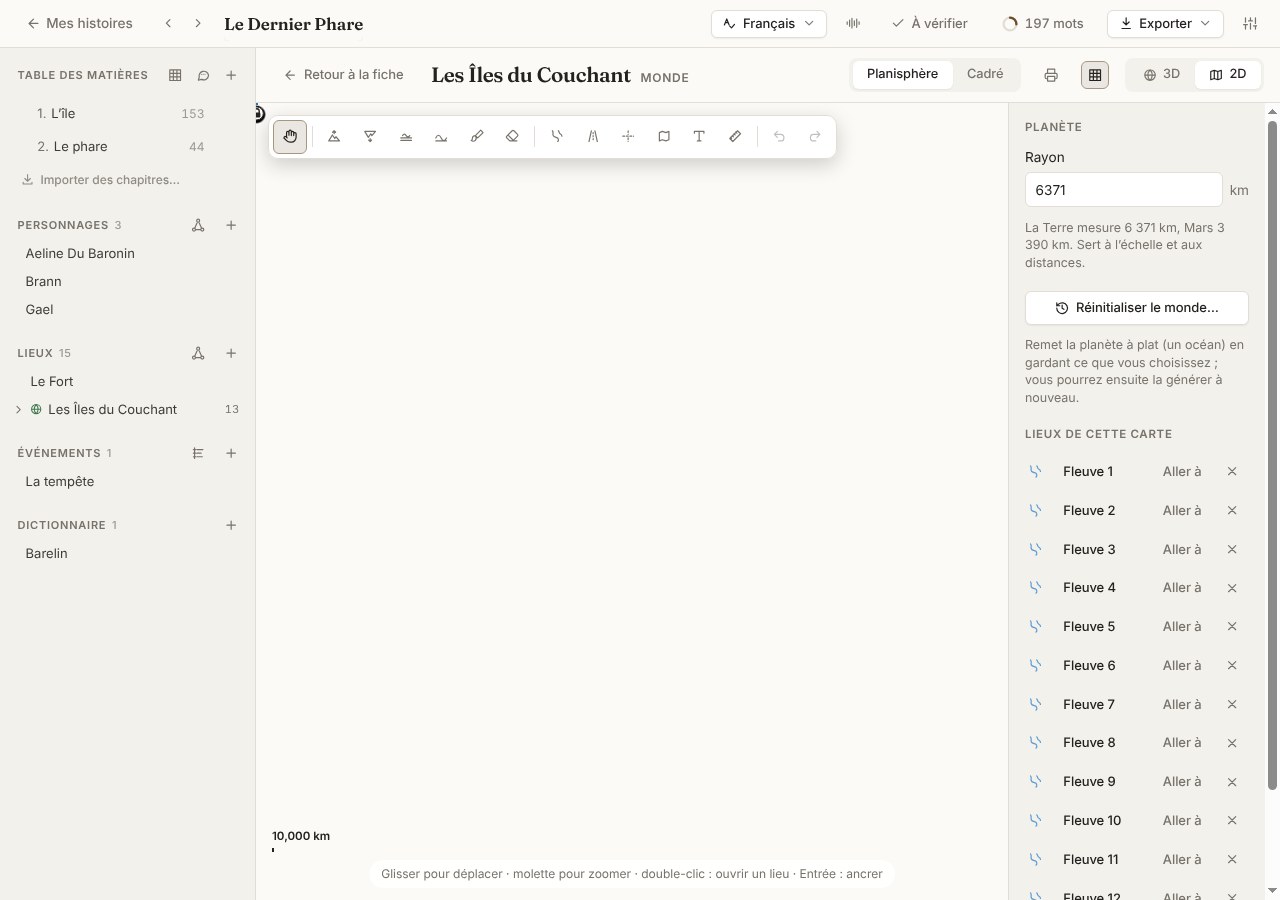 Mes histoires
Le Dernier Phare
Français
À vérifier
197 mots
Exporter
TABLE DES MATIÈRES
1. L'île 153
2. Le phare 44
Importer des chapitres...
PERSONNAGES 3
Aeline Du Baronin
Brann
Gael
LIEUX 15
Le Fort
Les Îles du Couchant 13
ÉVÉNEMENTS 1
La tempête
DICTIONNAIRE 1
Barelin
Retour à la fiche
Les Îles du Couchant MONDE
Planisphère
Cadré
3D
2D
10,000 km
Glisser pour déplacer · molette pour zoomer · double-clic : ouvrir un lieu · Entrée : ancrer
PLANÈTE
Rayon
6371 km
La Terre mesure 6 371 km, Mars 3
390 km. Sert à l'échelle et aux
distances.
Réinitialiser le monde...
Remet la planète à plat (un océan) en
gardant ce que vous choisissez ;
vous pourrez ensuite la générer à
nouveau.
LIEUX DE CETTE CARTE
Fleuve 1 Aller à
Fleuve 2 Aller à
Fleuve 3 Aller à
Fleuve 4 Aller à
Fleuve 5 Aller à
Fleuve 6 Aller à
Fleuve 7 Aller à
Fleuve 8 Aller à
Fleuve 9 Aller à
Fleuve 10 Aller à
Fleuve 11 Aller à
Fleuve 12 Aller à